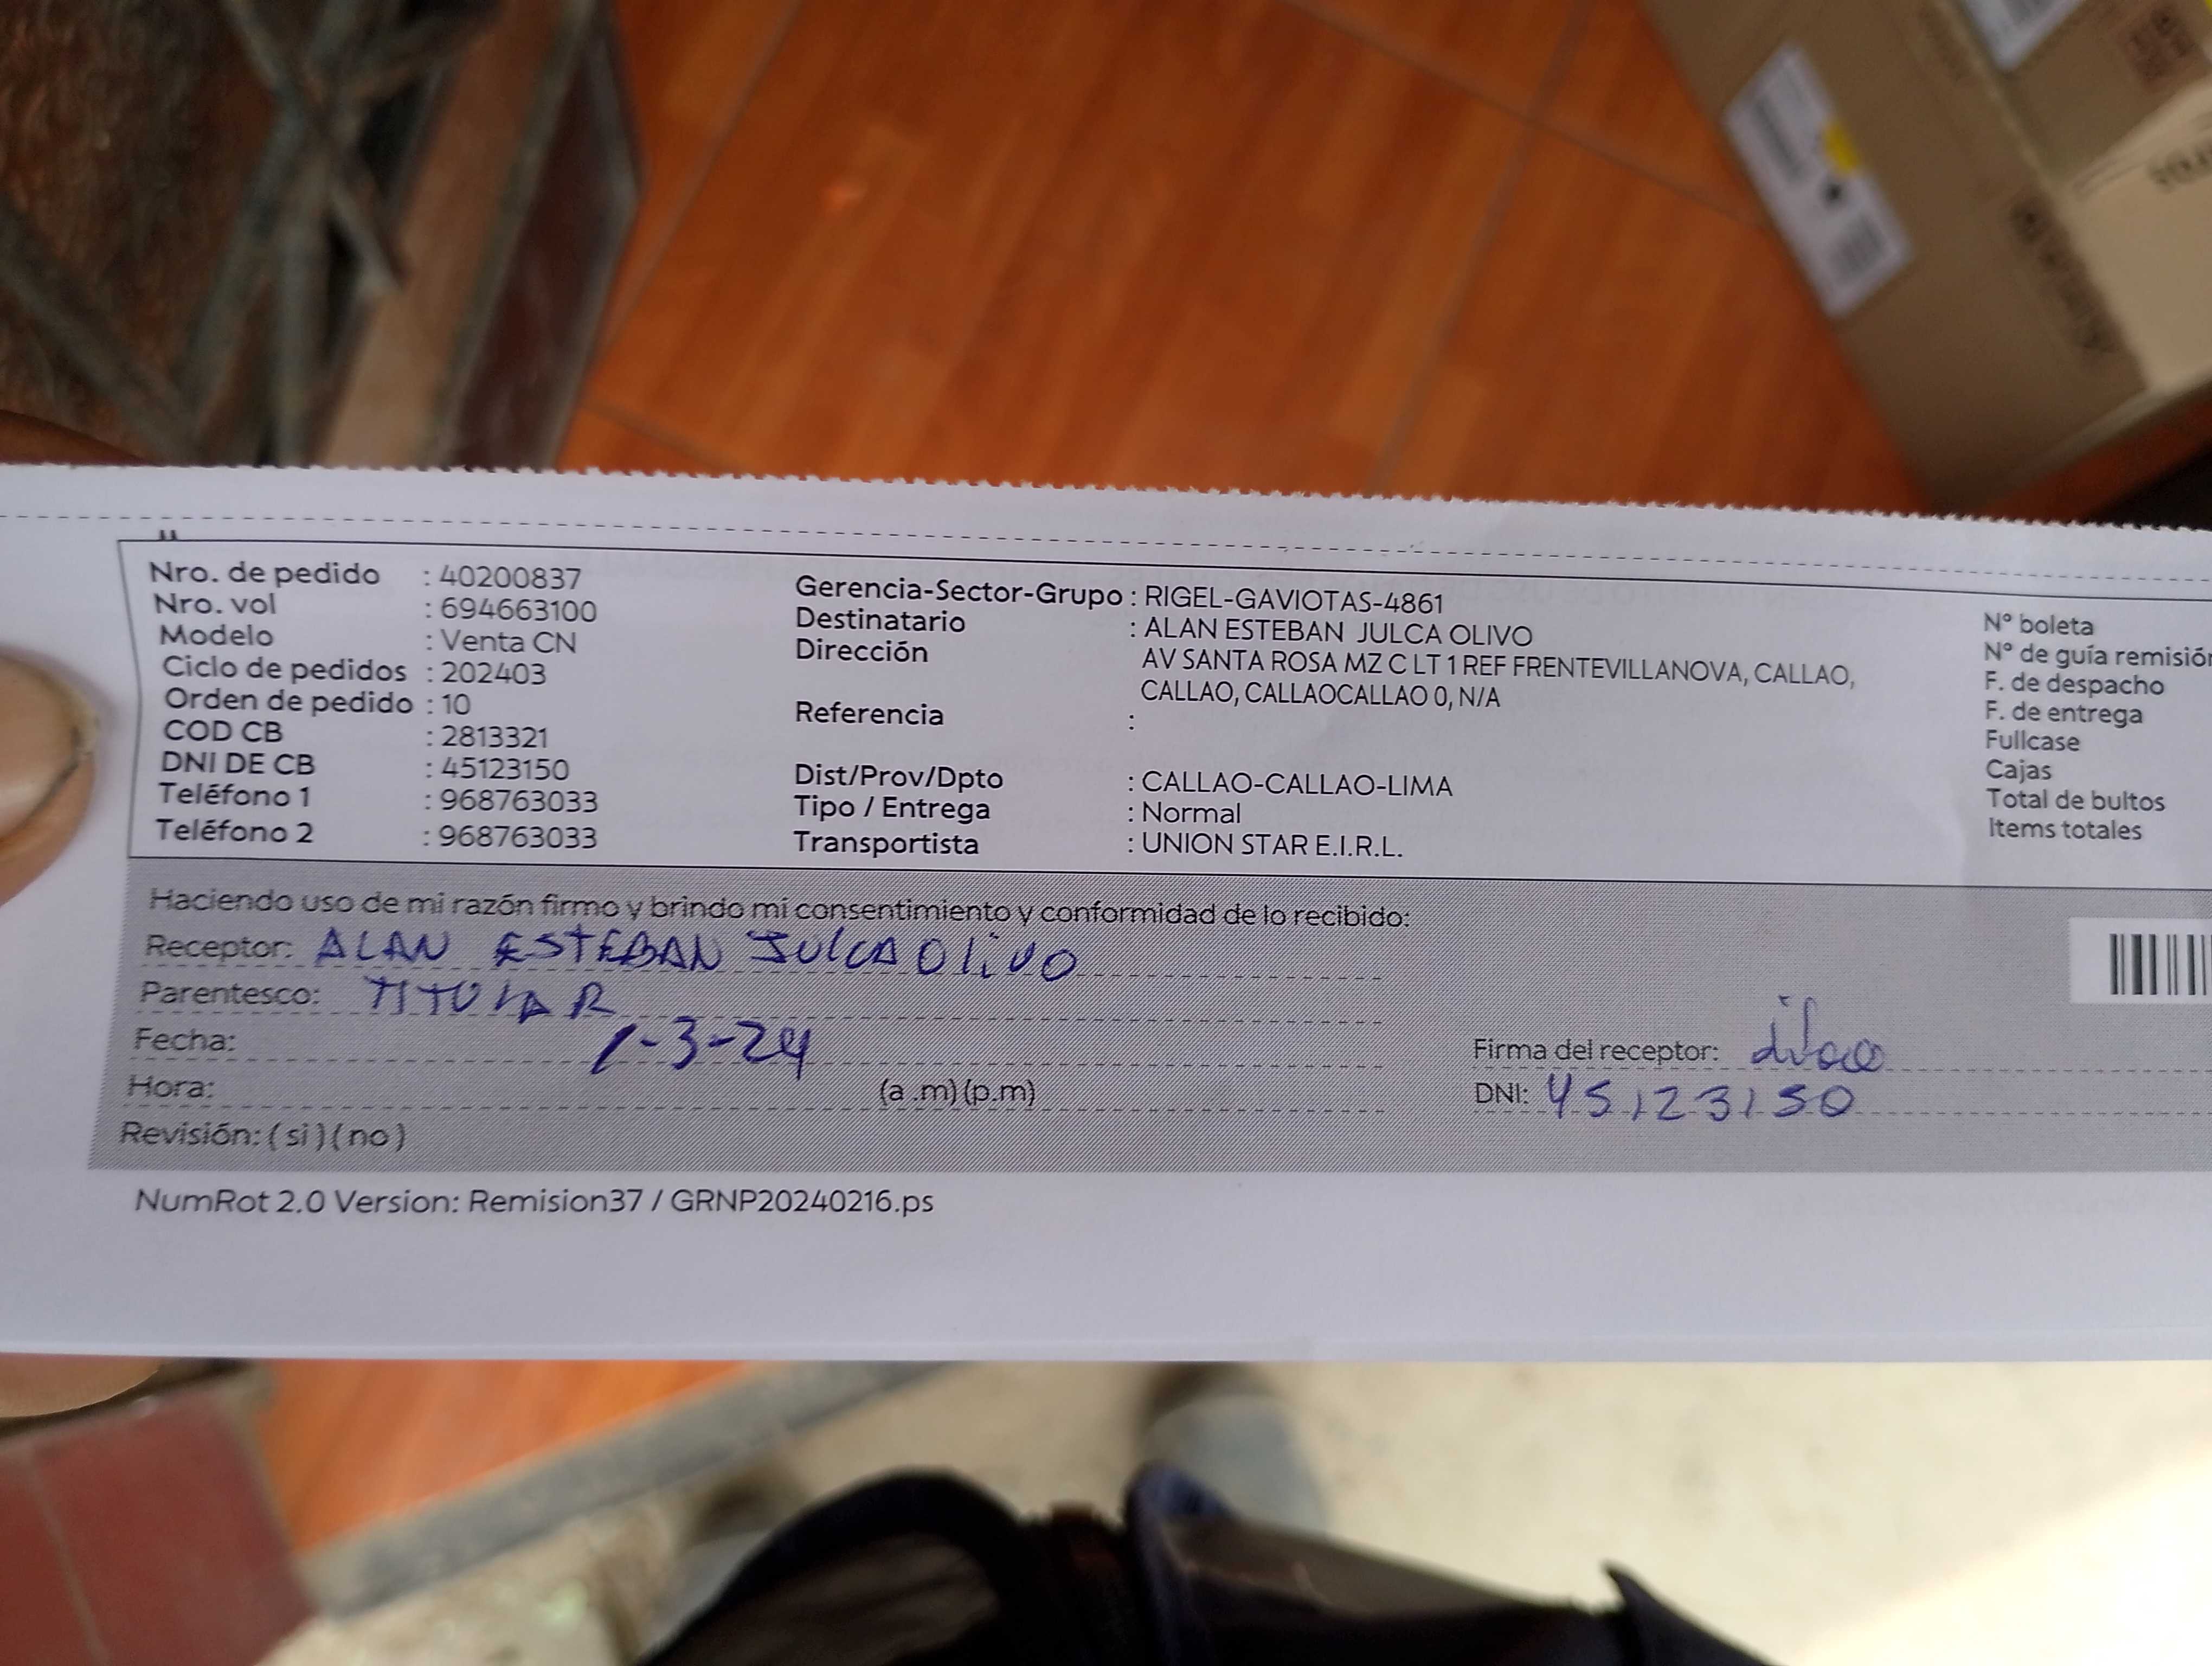 Nro. de pedido : 40200837
Nro. vol : 694663100
Modelo : Venta CN
Ciclo de pedidos : 202403
Orden de pedido : 10
COD CB : 2813321
DNI DE CB : 45123150
Teléfono 1 : 968763033
Teléfono 2 : 968763033
Gerencia-Sector-Grupo : RIGEL-GAVIOTAS-4861
Destinatario : ALAN ESTEBAN JULCA OLIVO
Dirección AV SANTA ROSA MZ C LT 1 REF FRENTEVILLANOVA, CALLAO,
CALLAO, CALLAOCALLAO 0, N/A
Referencia :
Dist/Prov/Dpto : CALLAO-CALLAO-LIMA
Tipo / Entrega : Normal
Transportista : UNION STAR E.I.R.L.
N° boleta
N° de guía remisión
F. de despacho
F. de entrega
Fullcase
Cajas
Total de bultos
Items totales
Haciendo uso de mi razón firmo y brindo mi consentimiento y conformidad de lo recibido:
Receptor: ALAN ESTEBAN JULCA OLIVO
Parentesco: TITULAR
Fecha: 1-3-24
Hora: (a .m) (p.m)
Revisión: ( si ) ( no )
Firma del receptor:
DNI: 45123150
NumRot 2.0 Version: Remision37 / GRNP20240216.ps